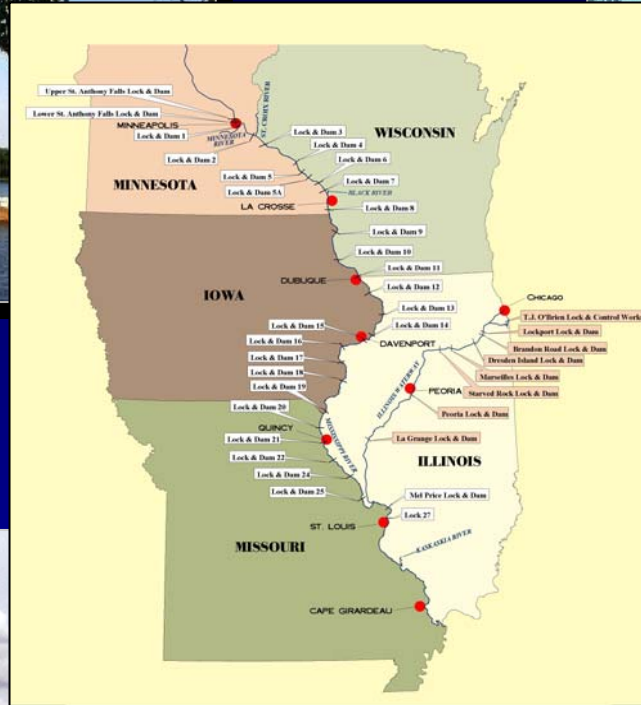 Upper St. Anthony Falls Lock & Dam
Lower St. Anthony Falls Lock & Dam
MINNEAPOLIS
Lock & Dam 1
MINNESOTA
RIVER
Lock & Dam 2
ST. CROIX RIVER
Lock & Dam 3
WISCONSIN
Lock & Dam 4
Lock & Dam 6
Lock & Dam 5
Lock & Dam 7
Lock & Dam 5A
MINNESOTA
BLACK RIVER
LA CROSSE
Lock & Dam 8
Lock & Dam 9
Lock & Dam 10
Lock & Dam 11
DUBUQUE
Lock & Dam 12
IOWA
CHICAGO
Lock & Dam 13
T.J. O'Brien Lock & Control Works
Lock & Dam 15
Lock & Dam 14
Lockport Lock & Dam
Lock & Dam 16
DAVENPORT
Brandon Road Lock & Dam
Lock & Dam 17
Dresden Island Lock & Dam
Lock & Dam 18
Marseilles Lock & Dam
Lock & Dam 19
ILLINOIS WATERWAY
PEORIA
Starved Rock Lock & Dam
Lock & Dam 20
Peoria Lock & Dam
QUINCY
MISSISSIPPI RIVER
Lock & Dam 21
La Grange Lock & Dam
Lock & Dam 22
ILLINOIS
Lock & Dam 24
Lock & Dam 25
Mel Price Lock & Dam
Lock 27
ST. LOUIS
MISSOURI
KASKASKIA RIVER
CAPE GIRARDEAU